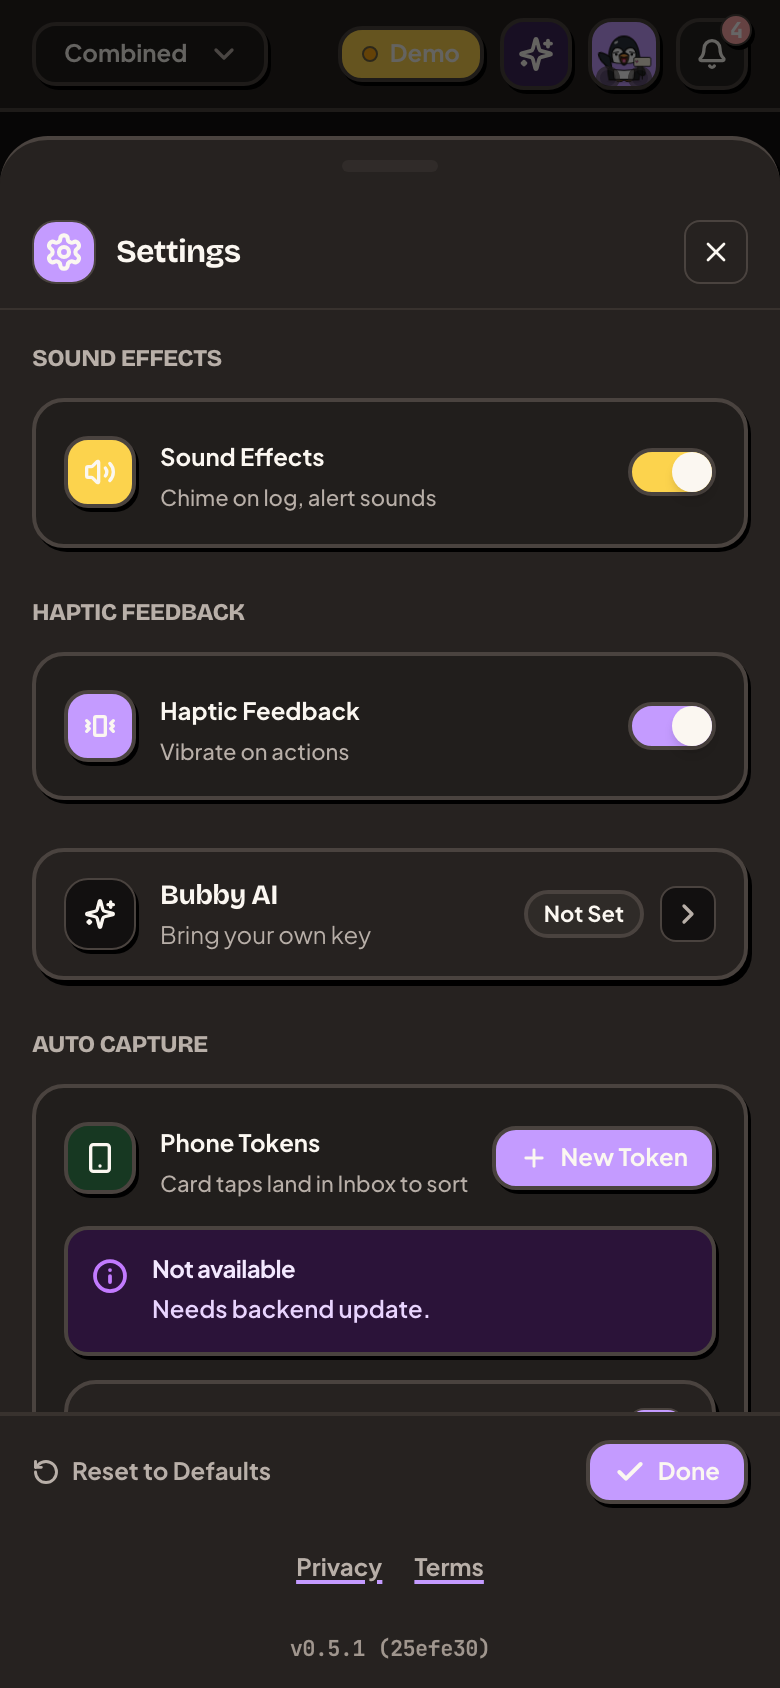 Combined
Demo
4
Settings
SOUND EFFECTS
Sound Effects
Chime on log, alert sounds
HAPTIC FEEDBACK
Haptic Feedback
Vibrate on actions
Bubby AI
Bring your own key
Not Set
AUTO CAPTURE
Phone Tokens
Card taps land in Inbox to sort
New Token
Not available
Needs backend update.
Reset to Defaults
Done
Privacy Terms
v0.5.1 (25efe30)